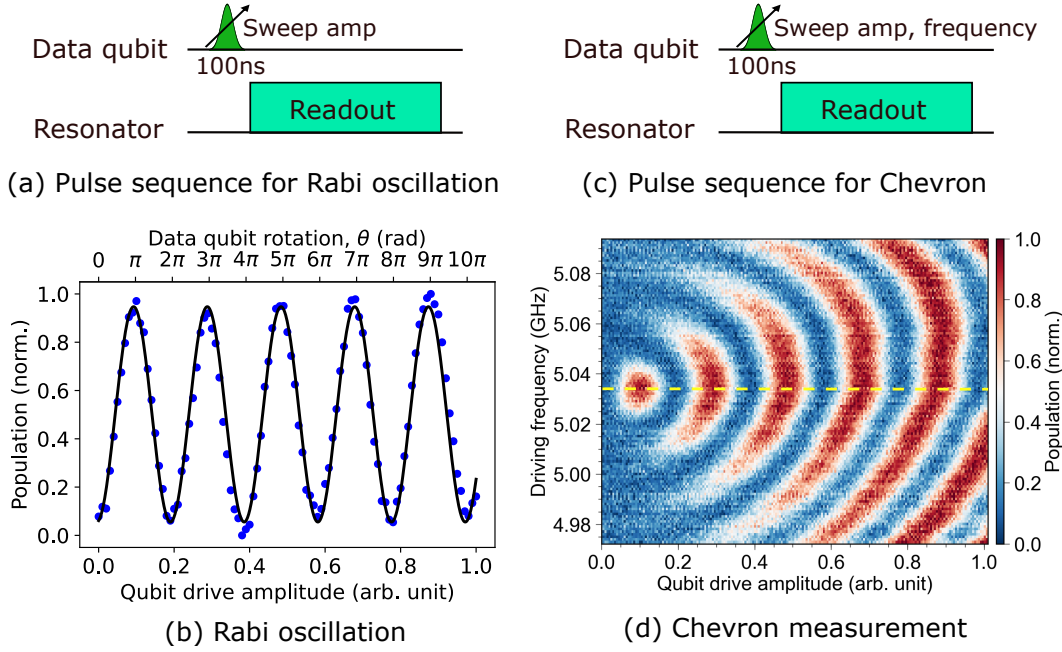 Sweep amp
Data qubit
100ns
Readout
Resonator
(a) Pulse sequence for Rabi oscillation
Sweep amp, frequency
Data qubit
100ns
Readout
Resonator
(c) Pulse sequence for Chevron
Data qubit rotation, θ (rad)
0 π 2π 3π 4π 5π 6π 7π 8π 9π 10π
Population (norm.)
1.0
0.8
0.6
0.4
0.2
0.0
0.0 0.2 0.4 0.6 0.8 1.0
Qubit drive amplitude (arb. unit)
(b) Rabi oscillation
Driving frequency (GHz)
5.08
5.06
5.04
5.02
5.00
4.98
0.0 0.2 0.4 0.6 0.8 1.0
Qubit drive amplitude (arb. unit)
1.0
0.8
0.6
0.4
0.2
0.0
Population (norm.)
(d) Chevron measurement